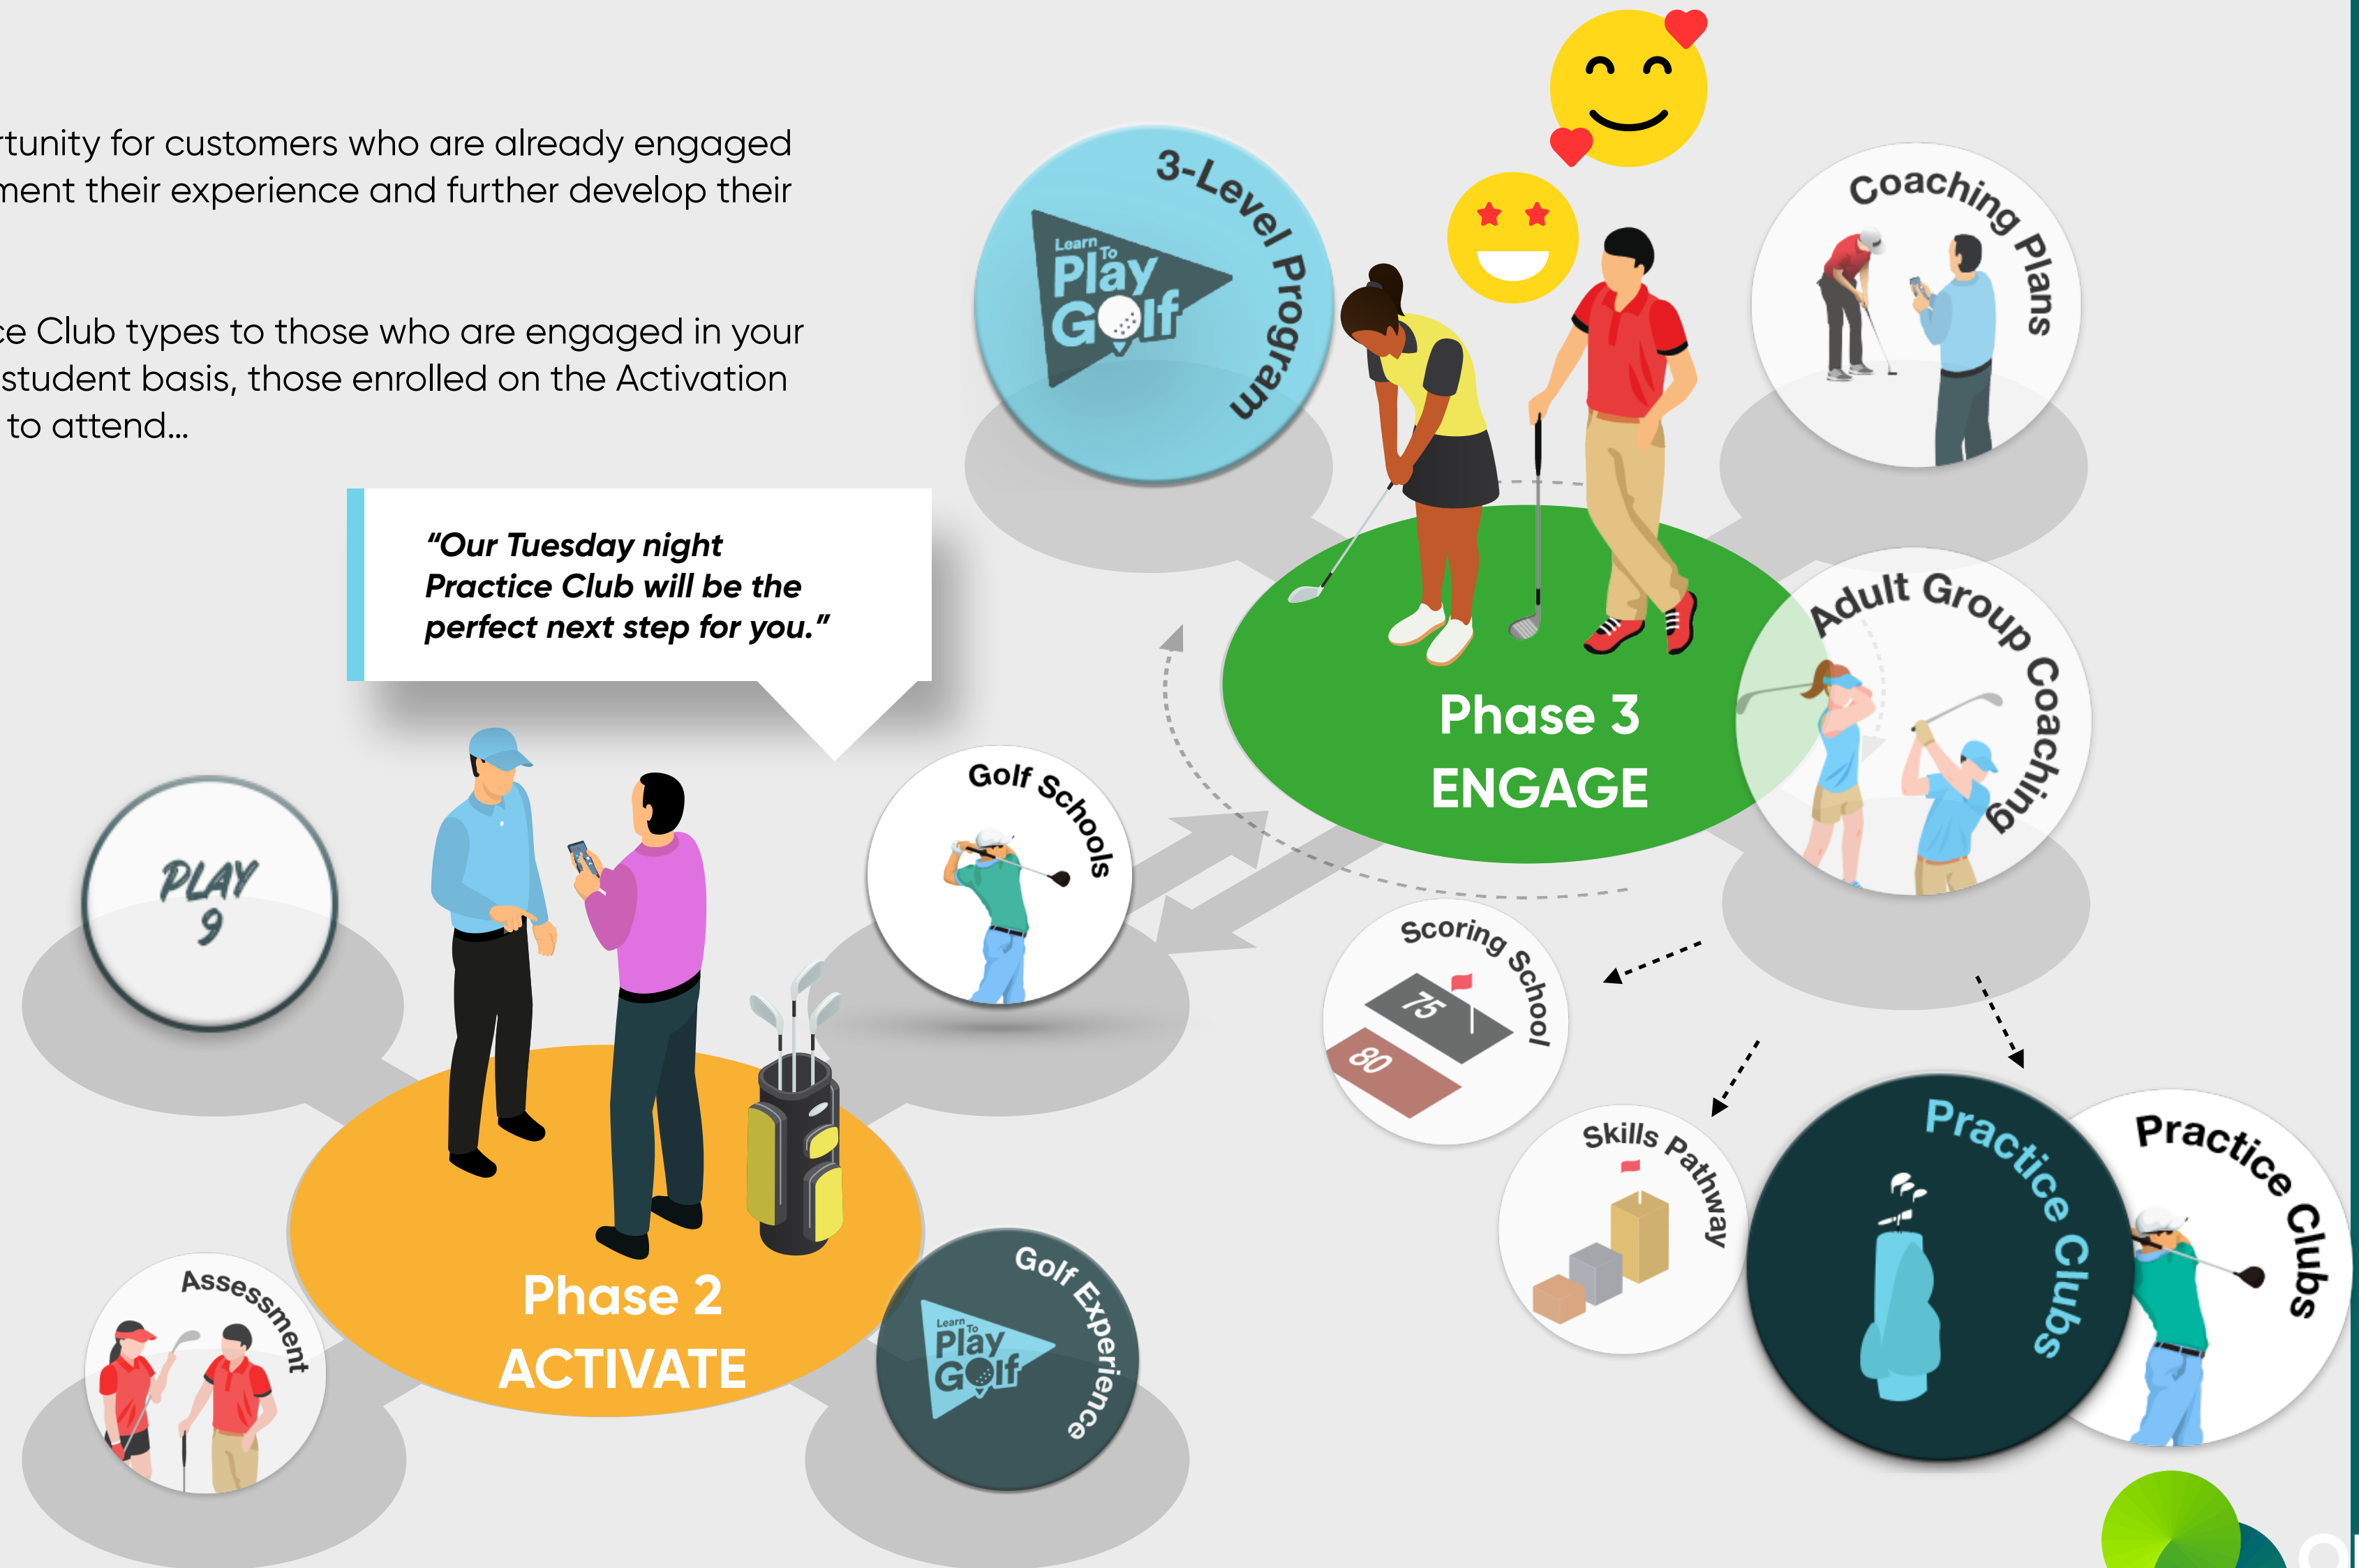 rtunity for customers who are already engaged
ment their experience and further develop their
ce Club types to those who are engaged in your
student basis, those enrolled on the Activation
to attend...
3-Level Program
Learn To
Play
Golf
Coaching Plans
“Our Tuesday night
Practice Club will be the
perfect next step for you.”
Adult Group Coaching
Phase 3
ENGAGE
Golf Schools
PLAY
9
Scoring School
75
80
Skills Pathway
Practice Clubs
Practice Clubs
Phase 2
ACTIVATE
Assessment
Golf Experience
Learn To
Play
Golf